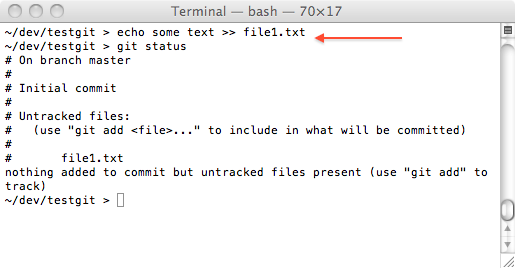 Terminal — bash — 70×17
~/dev/testgit > echo some text >> file1.txt
~/dev/testgit > git status
# On branch master
#
# Initial commit
#
# Untracked files:
#   (use "git add <file>..." to include in what will be committed)
#
#       file1.txt
nothing added to commit but untracked files present (use "git add" to
track)
~/dev/testgit >